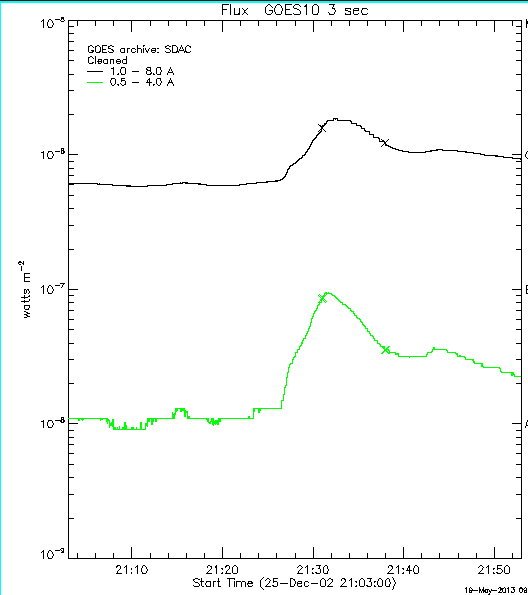 Flux GOES10 3 sec
10-5
GOES archive: SDAC
Cleaned
1.0 - 8.0 A
0.5 - 4.0 A
10-6
C
watts m-2
10-7
B
10-8
A
10-9
21:10 21:20 21:30 21:40 21:50
Start Time (25-Dec-02 21:03:00)
19-May-2013